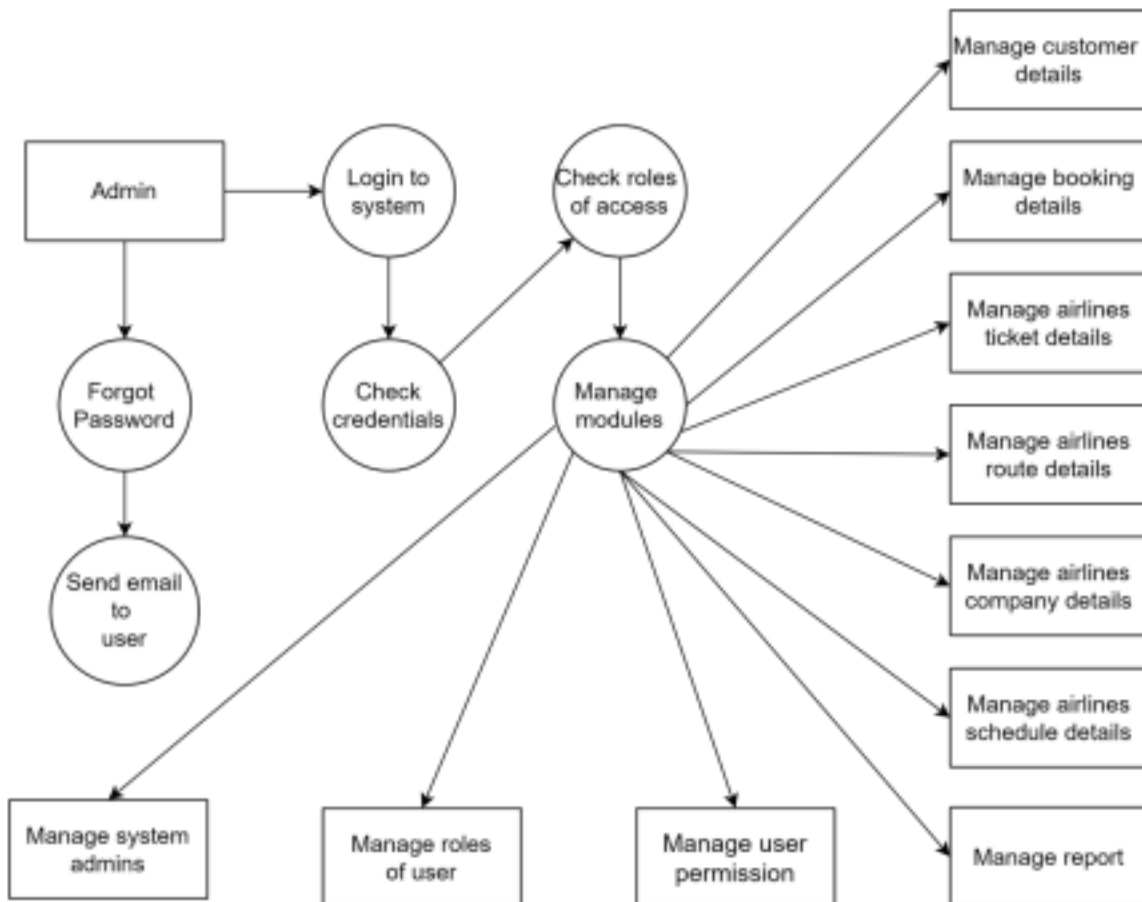 Manage customer
details
Admin
Login to
system
Check roles
of access
Manage booking
details
Manage airlines
ticket details
Forgot
Password
Check
credentials
Manage
modules
Manage airlines
route details
Send email
to
user
Manage airlines
company details
Manage airlines
schedule details
Manage system
admins
Manage roles
of user
Manage user
permission
Manage report